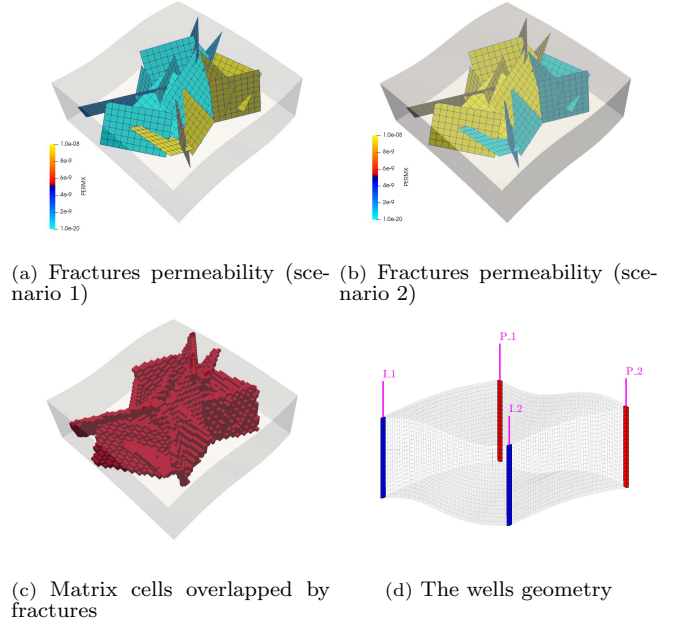 1.0e-08
8e-9
6e-9
4e-9
2e-9
1.0e-20
PERMX
1.0e-08
8e-9
6e-9
4e-9
2e-9
1.0e-20
PERMX
(a) Fractures permeability (sce-
nario 1)
(b) Fractures permeability (sce-
nario 2)
P_1
I_1
P_2
I_2
(c) Matrix cells overlapped by
fractures
(d) The wells geometry